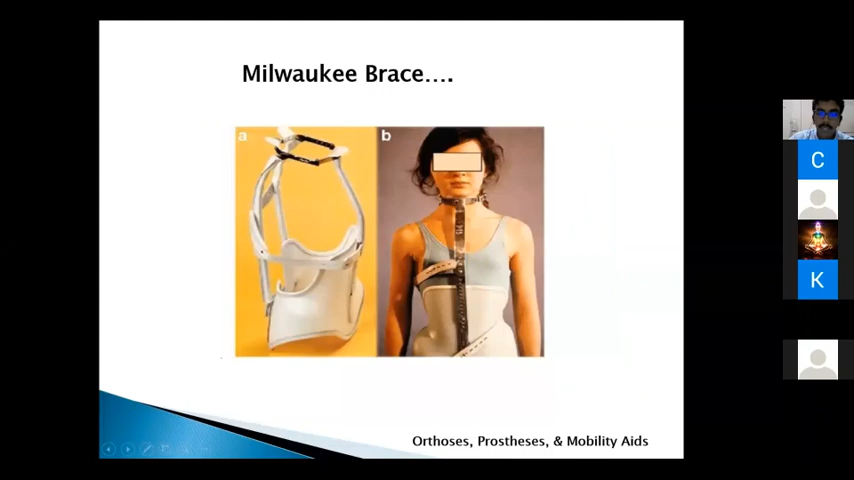 Milwaukee Brace....
a
b
C
K
Orthoses, Prostheses, & Mobility Aids